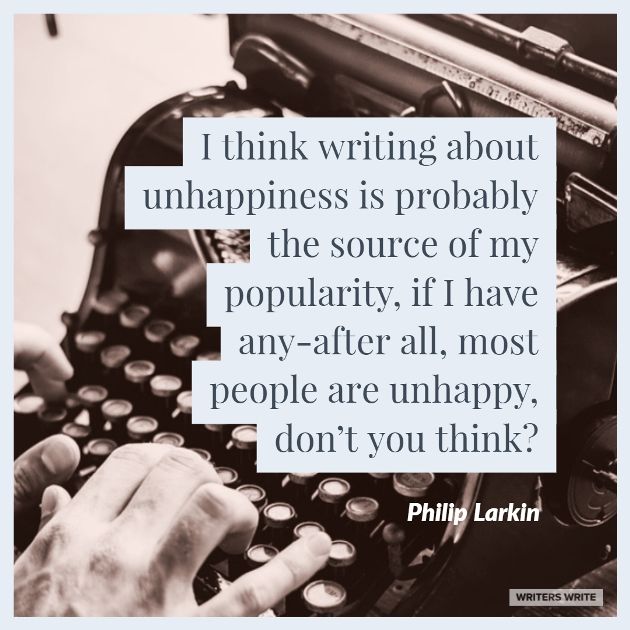 I think writing about
unhappiness is probably
the source of my
popularity, if I have
any-after all, most
people are unhappy,
don’t you think?
Philip Larkin
WRITERS WRITE